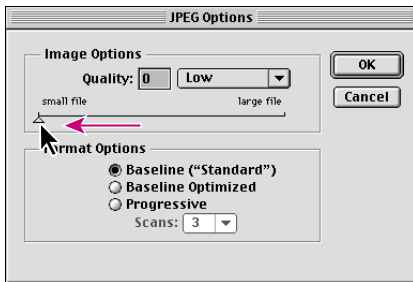 JPEG Options
Image Options
Quality: 0 Low
small file large file
Format Options
Baseline (“Standard”)
Baseline Optimized
Progressive
Scans: 3
OK
Cancel